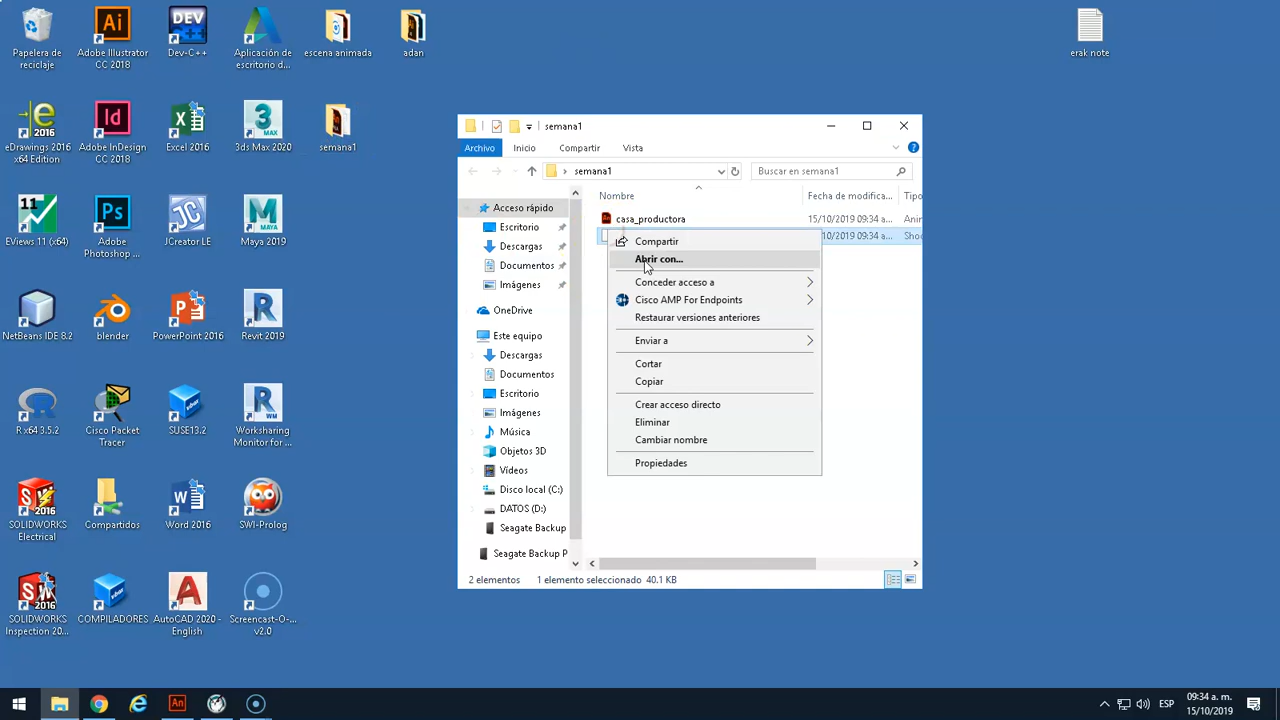 Papelera de
reciclaje
Adobe Illustrator
CC 2018
Dev-C++
Aplicación de
escritorio d...
escena animada
adan
erak note
eDrawings 2016
x64 Edition
Adobe InDesign
CC 2018
Excel 2016
3ds Max 2020
semana1
EViews 11 (x64)
Adobe
Photoshop ...
JCreator LE
Maya 2019
NetBeans IDE 8.2
blender
PowerPoint 2016
Revit 2019
R x64 3.5.2
Cisco Packet
Tracer
SUSE13.2
Worksharing
Monitor for ...
SOLIDWORKS
Electrical
Compartidos
Word 2016
SWI-Prolog
SOLIDWORKS
Inspection 20...
COMPILADORES
AutoCAD 2020 -
English
Screencast-O-...
v2.0
semana1
Archivo
Inicio
Compartir
Vista
semana1
Buscar en semana1
Acceso rápido
Escritorio
Descargas
Documentos
Imágenes
OneDrive
Este equipo
Descargas
Documentos
Escritorio
Imágenes
Música
Objetos 3D
Vídeos
Disco local (C:)
DATOS (D:)
Seagate Backup
Seagate Backup P
Nombre
Fecha de modifica...
Tipo
casa_productora
15/10/2019 09:34 a...
Anir
/10/2019 09:34 a...
Shoc
Compartir
Abrir con...
Conceder acceso a
Cisco AMP For Endpoints
Restaurar versiones anteriores
Enviar a
Cortar
Copiar
Crear acceso directo
Eliminar
Cambiar nombre
Propiedades
2 elementos
1 elemento seleccionado 40.1 KB
ESP
09:34 a. m.
15/10/2019